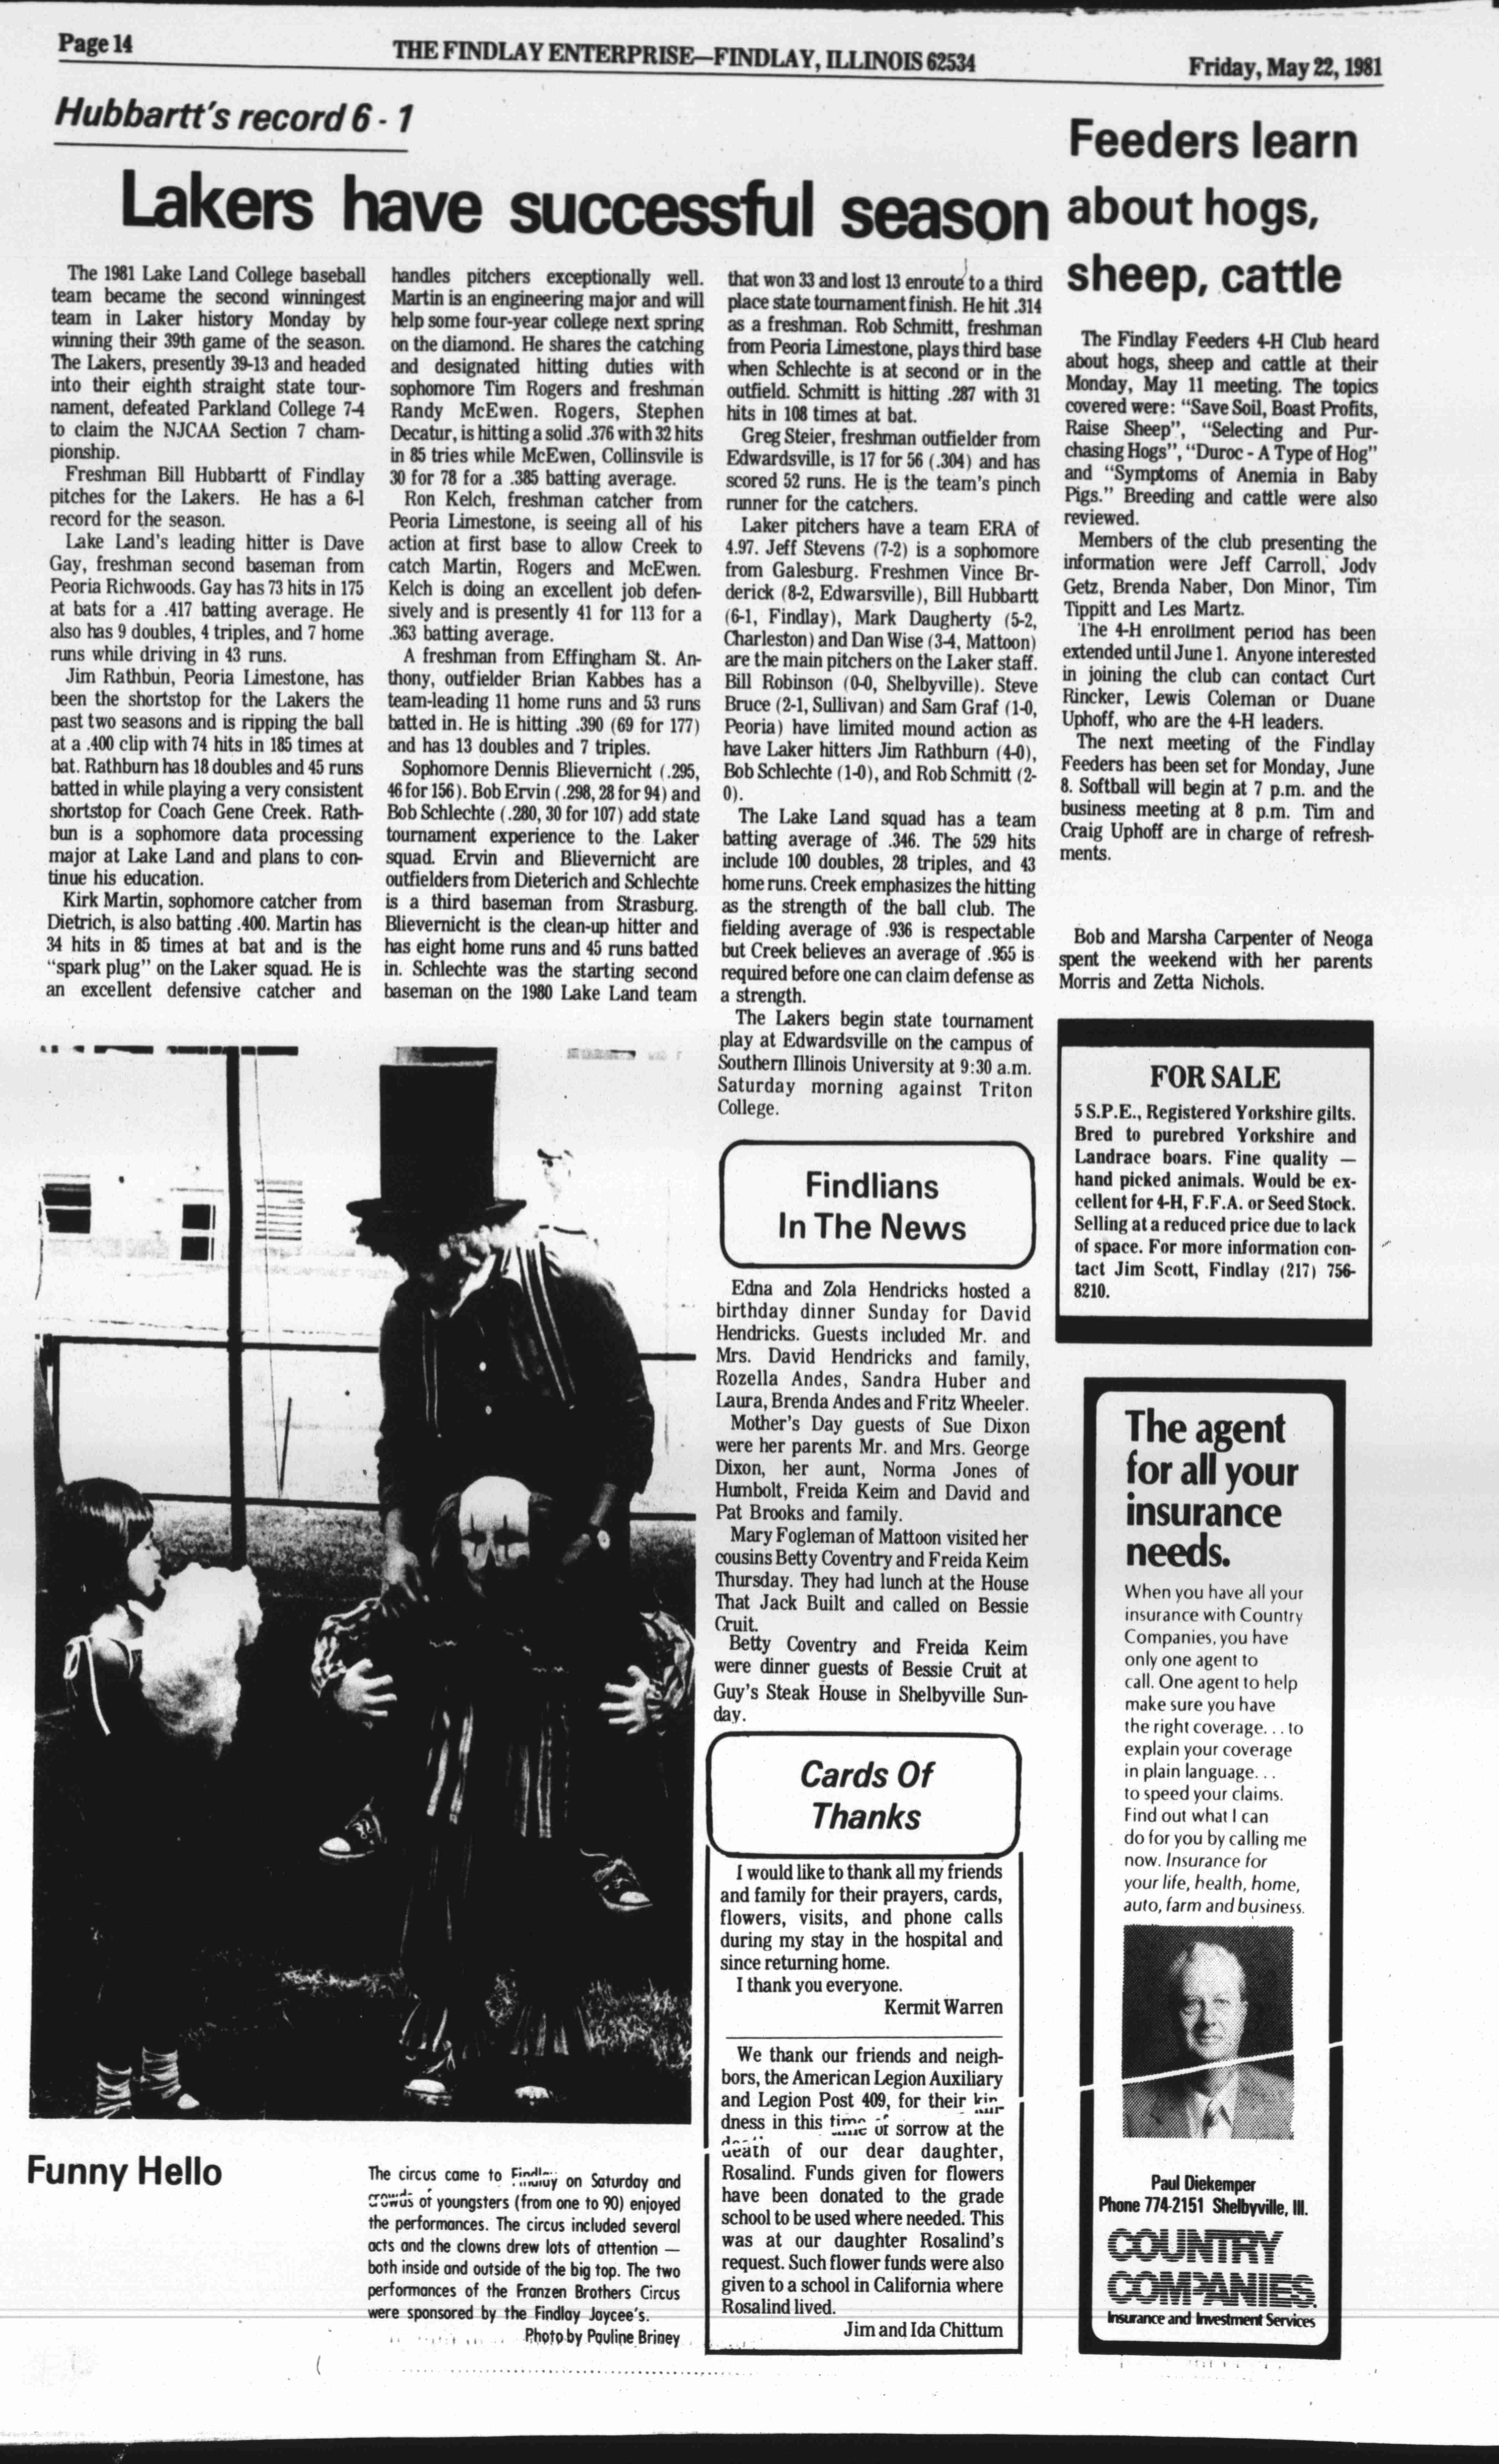 Page 14
THE FINDLAY ENTERPRISE—FINDLAY, ILLINOIS 62534
Friday, May 22, 1981
Hubbartt's record 6 - 1
Lakers have successful season
The 1981 Lake Land College baseball
team became the second winningest
team in Laker history Monday by
winning their 39th game of the season.
The Lakers, presently 39-13 and headed
into their eighth straight state tour-
nament, defeated Parkland College 7-4
to claim the NJCAA Section 7 cham-
pionship.
Freshman Bill Hubbartt of Findlay
pitches for the Lakers. He has a 6-1
record for the season.
Lake Land's leading hitter is Dave
Gay, freshman second baseman from
Peoria Richwoods. Gay has 73 hits in 175
at bats for a .417 batting average. He
also has 9 doubles, 4 triples, and 7 home
runs while driving in 43 runs.
Jim Rathbun, Peoria Limestone, has
been the shortstop for the Lakers the
past two seasons and is ripping the ball
at a .400 clip with 74 hits in 185 times at
bat. Rathburn has 18 doubles and 45 runs
batted in while playing a very consistent
shortstop for Coach Gene Creek. Rath-
bun is a sophomore data processing
major at Lake Land and plans to con-
tinue his education.
Kirk Martin, sophomore catcher from
Dietrich, is also batting .400. Martin has
34 hits in 85 times at bat and is the
"spark plug" on the Laker squad. He is
an excellent defensive catcher and
handles pitchers exceptionally well.
Martin is an engineering major and will
help some four-year college next spring
on the diamond. He shares the catching
and designated hitting duties with
sophomore Tim Rogers and freshman
Randy McEwen. Rogers, Stephen
Decatur, is hitting a solid .376 with 32 hits
in 85 tries while McEwen, Collinsvile is
30 for 78 for a .385 batting average.
Ron Kelch, freshman catcher from
Peoria Limestone, is seeing all of his
action at first base to allow Creek to
catch Martin, Rogers and McEwen.
Kelch is doing an excellent job defen-
sively and is presently 41 for 113 for a
.363 batting average.
A freshman from Effingham St. An-
thony, outfielder Brian Kabbes has a
team-leading 11 home runs and 53 runs
batted in. He is hitting .390 (69 for 177)
and has 13 doubles and 7 triples.
Sophomore Dennis Blievernicht (.295,
46 for 156). Bob Ervin (.298, 28 for 94) and
Bob Schlechte (.280, 30 for 107) add state
tournament experience to the Laker
squad. Ervin and Blievernicht are
outfielders from Dieterich and Schlechte
is a third baseman from Strasburg.
Blievernicht is the clean-up hitter and
has eight home runs and 45 runs batted
in. Schlechte was the starting second
baseman on the 1980 Lake Land team
that won 33 and lost 13 enroute to a third
place state tournament finish. He hit .314
as a freshman. Rob Schmitt, freshman
from Peoria Limestone, plays third base
when Schlechte is at second or in the
outfield. Schmitt is hitting .287 with 31
hits in 108 times at bat.
Greg Steier, freshman outfielder from
Edwardsville, is 17 for 56 (.304) and has
scored 52 runs. He is the team's pinch
runner for the catchers.
Laker pitchers have a team ERA of
4.97. Jeff Stevens (7-2) is a sophomore
from Galesburg. Freshmen Vince Br-
derick (8-2, Edwarsville), Bill Hubbartt
(6-1, Findlay), Mark Daugherty (5-2,
Charleston) and Dan Wise (3-4, Mattoon)
are the main pitchers on the Laker staff.
Bill Robinson (0-0, Shelbyville). Steve
Bruce (2-1, Sullivan) and Sam Graf (1-0,
Peoria) have limited mound action as
have Laker hitters Jim Rathburn (4-0),
Bob Schlechte (1-0), and Rob Schmitt (2-
0).
The Lake Land squad has a team
batting average of .346. The 529 hits
include 100 doubles, 28 triples, and 43
home runs. Creek emphasizes the hitting
as the strength of the ball club. The
fielding average of .936 is respectable
but Creek believes an average of .955 is
required before one can claim defense as
a strength.
The Lakers begin state tournament
play at Edwardsville on the campus of
Southern Illinois University at 9:30 a.m.
Saturday morning against Triton
College.
Feeders learn
about hogs,
sheep, cattle
The Findlay Feeders 4-H Club heard
about hogs, sheep and cattle at their
Monday, May 11 meeting. The topics
covered were: "Save Soil, Boast Profits,
Raise Sheep", "Selecting and Pur-
chasing Hogs", "Duroc - A Type of Hog"
and "Symptoms of Anemia in Baby
Pigs." Breeding and cattle were also
reviewed.
Members of the club presenting the
information were Jeff Carroll, Jody
Getz, Brenda Naber, Don Minor, Tim
Tippitt and Les Martz.
The 4-H enrollment period has been
extended until June 1. Anyone interested
in joining the club can contact Curt
Rincker, Lewis Coleman or Duane
Uphoff, who are the 4-H leaders.
The next meeting of the Findlay
Feeders has been set for Monday, June
8. Softball will begin at 7 p.m. and the
business meeting at 8 p.m. Tim and
Craig Uphoff are in charge of refresh-
ments.
Bob and Marsha Carpenter of Neoga
spent the weekend with her parents
Morris and Zetta Nichols.
FOR SALE
5 S.P.E., Registered Yorkshire gilts.
Bred to purebred Yorkshire and
Landrace boars. Fine quality —
hand picked animals. Would be ex-
cellent for 4-H, F.F.A. or Seed Stock.
Selling at a reduced price due to lack
of space. For more information con-
tact Jim Scott, Findlay (217) 756-
8210.
Findlians
In The News
Edna and Zola Hendricks hosted a
birthday dinner Sunday for David
Hendricks. Guests included Mr. and
Mrs. David Hendricks and family,
Rozella Andes, Sandra Huber and
Laura, Brenda Andes and Fritz Wheeler.
Mother's Day guests of Sue Dixon
were her parents Mr. and Mrs. George
Dixon, her aunt, Norma Jones of
Humbolt, Freida Keim and David and
Pat Brooks and family.
Mary Fogleman of Mattoon visited her
cousins Betty Coventry and Freida Keim
Thursday. They had lunch at the House
That Jack Built and called on Bessie
Cruit.
Betty Coventry and Freida Keim
were dinner guests of Bessie Cruit at
Guy's Steak House in Shelbyville Sun-
day.
Cards Of
Thanks
I would like to thank all my friends
and family for their prayers, cards,
flowers, visits, and phone calls
during my stay in the hospital and
since returning home.
I thank you everyone.
Kermit Warren
We thank our friends and neigh-
bors, the American Legion Auxiliary
and Legion Post 409, for their kin-
dness in this time of sorrow at the
death of our dear daughter,
Rosalind. Funds given for flowers
have been donated to the grade
school to be used where needed. This
was at our daughter Rosalind's
request. Such flower funds were also
given to a school in California where
Rosalind lived.
Jim and Ida Chittum
The agent
for all your
insurance
needs.
When you have all your
insurance with Country
Companies, you have
only one agent to
call. One agent to help
make sure you have
the right coverage. . . to
explain your coverage
in plain language. . .
to speed your claims.
Find out what I can
do for you by calling me
now. Insurance for
your life, health, home,
auto, farm and business.
Paul Diekemper
Phone 774-2151 Shelbyville, Ill.
COUNTRY
COMPANIES.
Insurance and Investment Services
Funny Hello
The circus came to Findlay on Saturday and
crowds of youngsters (from one to 90) enjoyed
the performances. The circus included several
acts and the clowns drew lots of attention —
both inside and outside of the big top. The two
performances of the Franzen Brothers Circus
were sponsored by the Findlay Jaycee's.
Photo by Pauline Briney